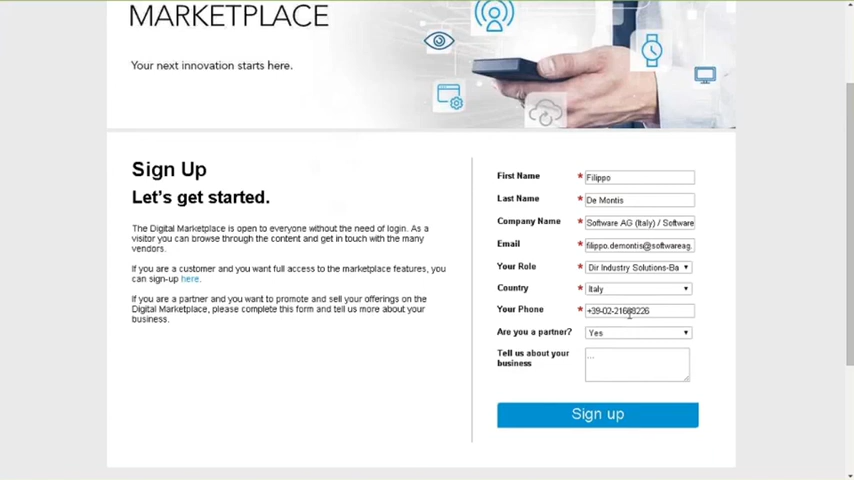 MARKETPLACE
Your next innovation starts here.
Sign Up
Let's get started.
The Digital Marketplace is open to everyone without the need of login. As a
visitor you can browse through the content and get in touch with the many
vendors.
If you are a customer and you want full access to the marketplace features, you
can sign-up here.
If you are a partner and you want to promote and sell your offerings on the
Digital Marketplace, please complete this form and tell us more about your
business.
First Name * Filippo
Last Name * De Montis
Company Name * Software AG (Italy) / Software
Email * filippo.demontis@softwareag.
Your Role * Dir Industry Solutions-Ba
Country * Italy
Your Phone * +39-02-21688226
Are you a partner? Yes
Tell us about your ...
business
Sign up